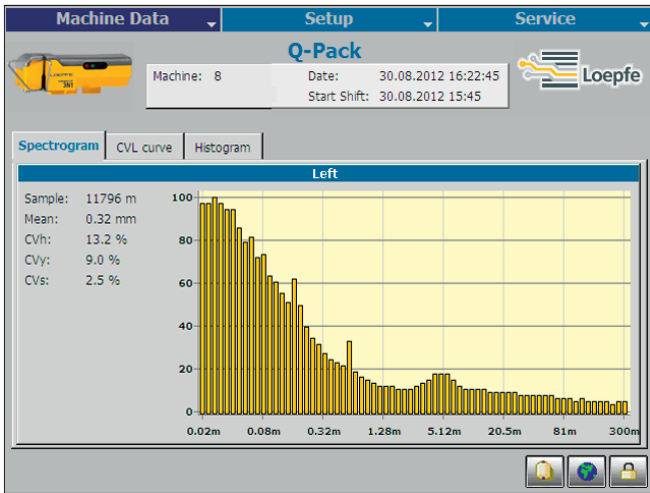 Machine Data Setup Service
Q-Pack
Loepfe
Machine: 8 Date: 30.08.2012 16:22:45
Start Shift: 30.08.2012 15:45
Spectrogram CVL curve Histogram
Left
Sample: 11796 m
Mean: 0.32 mm
CVh: 13.2 %
CVy: 9.0 %
CVs: 2.5 %
100
80
60
40
20
0
0.02m 0.08m 0.32m 1.28m 5.12m 20.5m 81m 300m